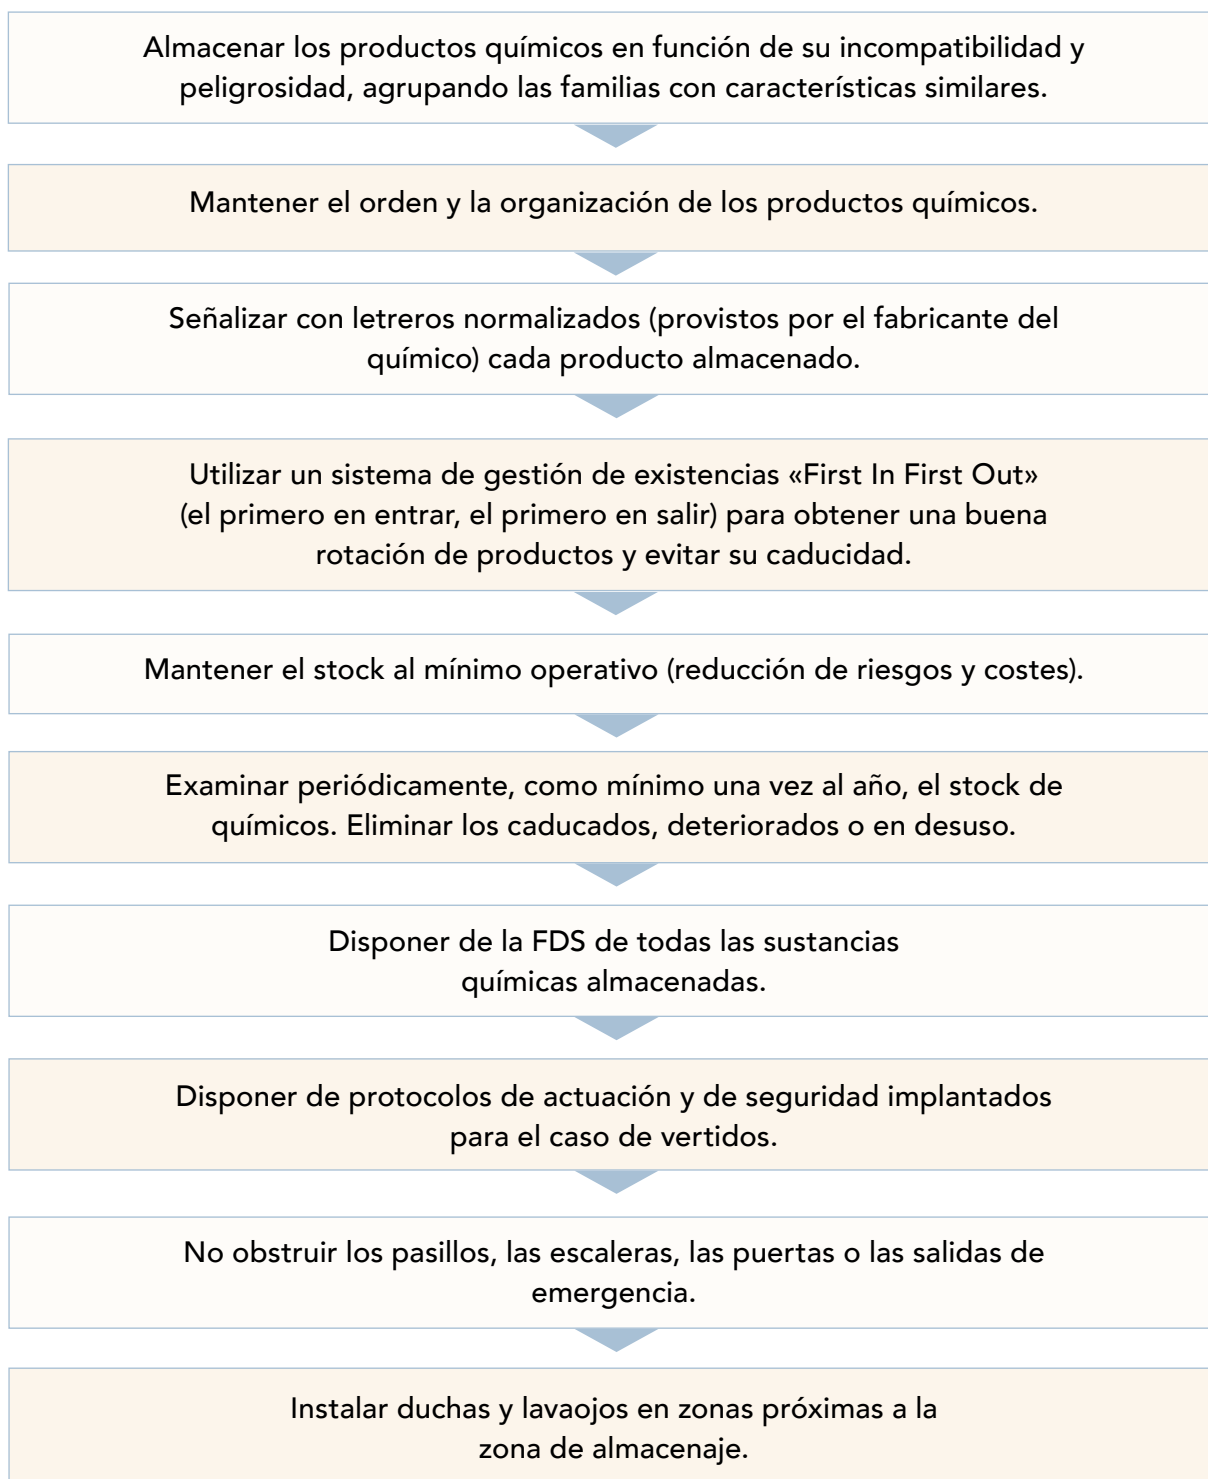 Almacenar los productos químicos en función de su incompatibilidad y
peligrosidad, agrupando las familias con características similares.
Mantener el orden y la organización de los productos químicos.
Señalizar con letreros normalizados (provistos por el fabricante del
químico) cada producto almacenado.
Utilizar un sistema de gestión de existencias «First In First Out»
(el primero en entrar, el primero en salir) para obtener una buena
rotación de productos y evitar su caducidad.
Mantener el stock al mínimo operativo (reducción de riesgos y costes).
Examinar periódicamente, como mínimo una vez al año, el stock de
químicos. Eliminar los caducados, deteriorados o en desuso.
Disponer de la FDS de todas las sustancias
químicas almacenadas.
Disponer de protocolos de actuación y de seguridad implantados
para el caso de vertidos.
No obstruir los pasillos, las escaleras, las puertas o las salidas de
emergencia.
Instalar duchas y lavaojos en zonas próximas a la
zona de almacenaje.